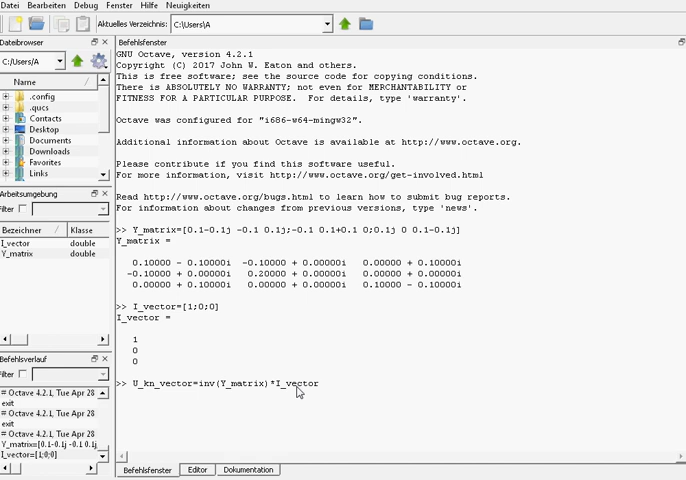 Datei Bearbeiten Debug Fenster Hilfe Neuigkeiten
Aktuelles Verzeichnis: C:\Users\A
Dateibrowser
C:/Users/A
Name
.config
.qucs
Contacts
Desktop
Documents
Downloads
Favorites
Links
Arbeitsumgebung
Filter
Bezeichner Klasse
I_vector double
Y_matrix double
Befehlsverlauf
Filter
# Octave 4.2.1, Tue Apr 28
exit
# Octave 4.2.1, Tue Apr 28
exit
# Octave 4.2.1, Tue Apr 28
Y_matrix=[0.1-0.1j -0.1 0.1j
I_vector=[1;0;0]
Befehlsfenster
GNU Octave, version 4.2.1
Copyright (C) 2017 John W. Eaton and others.
This is free software; see the source code for copying conditions.
There is ABSOLUTELY NO WARRANTY; not even for MERCHANTABILITY or
FITNESS FOR A PARTICULAR PURPOSE.  For details, type 'warranty'.
Octave was configured for "i686-w64-mingw32".
Additional information about Octave is available at http://www.octave.org.
Please contribute if you find this software useful.
For more information, visit http://www.octave.org/get-involved.html
Read http://www.octave.org/bugs.html to learn how to submit bug reports.
For information about changes from previous versions, type 'news'.
>> Y_matrix=[0.1-0.1j -0.1 0.1j;-0.1 0.1+0.1 0;0.1j 0 0.1-0.1j]
Y_matrix =
0.10000 - 0.10000i  -0.10000 + 0.00000i   0.00000 + 0.10000i
-0.10000 + 0.00000i   0.20000 + 0.00000i   0.00000 + 0.00000i
0.00000 + 0.10000i   0.00000 + 0.00000i   0.10000 - 0.10000i
>> I_vector=[1;0;0]
I_vector =
1
0
0
>> U_kn_vector=inv(Y_matrix)*I_vector
Befehlsfenster Editor Dokumentation